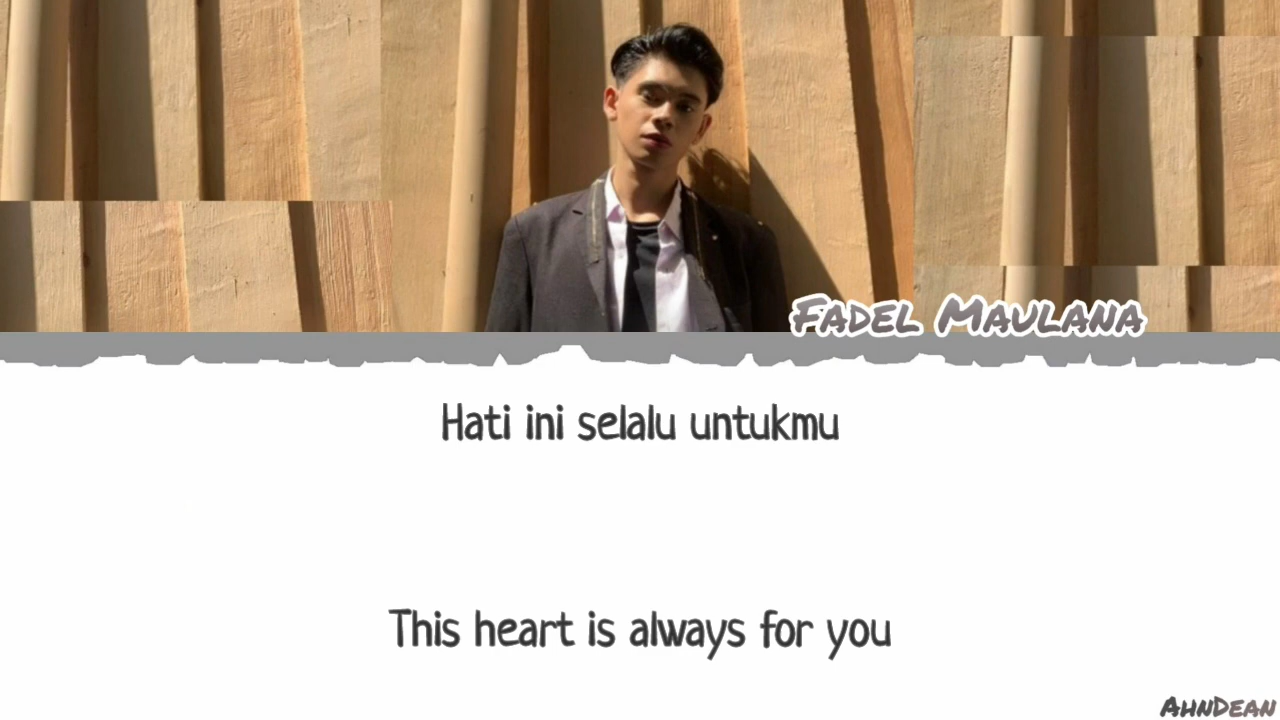 Fadel Maulana
Hati ini selalu untukmu
This heart is always for you
AhnDean